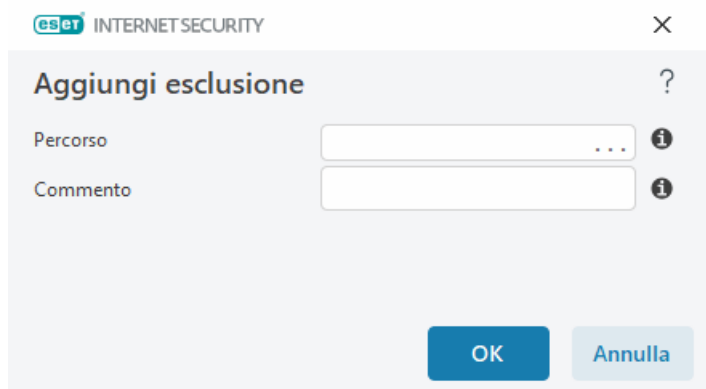 eset INTERNET SECURITY
Aggiungi esclusione
?
Percorso
...
Commento
OK
Annulla